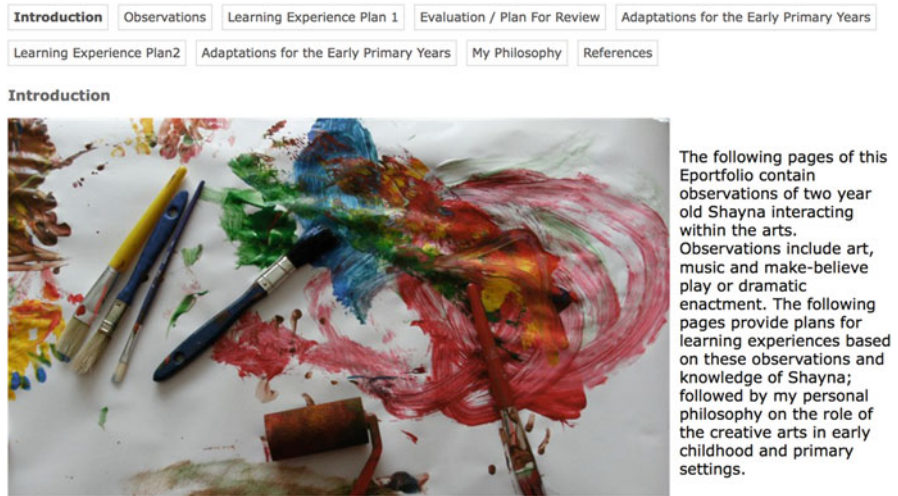 Introduction Observations Learning Experience Plan 1 Evaluation / Plan For Review Adaptations for the Early Primary Years
Learning Experience Plan2 Adaptations for the Early Primary Years My Philosophy References
Introduction
The following pages of this
Eportfolio contain
observations of two year
old Shayna interacting
within the arts.
Observations include art,
music and make-believe
play or dramatic
enactment. The following
pages provide plans for
learning experiences based
on these observations and
knowledge of Shayna;
followed by my personal
philosophy on the role of
the creative arts in early
childhood and primary
settings.